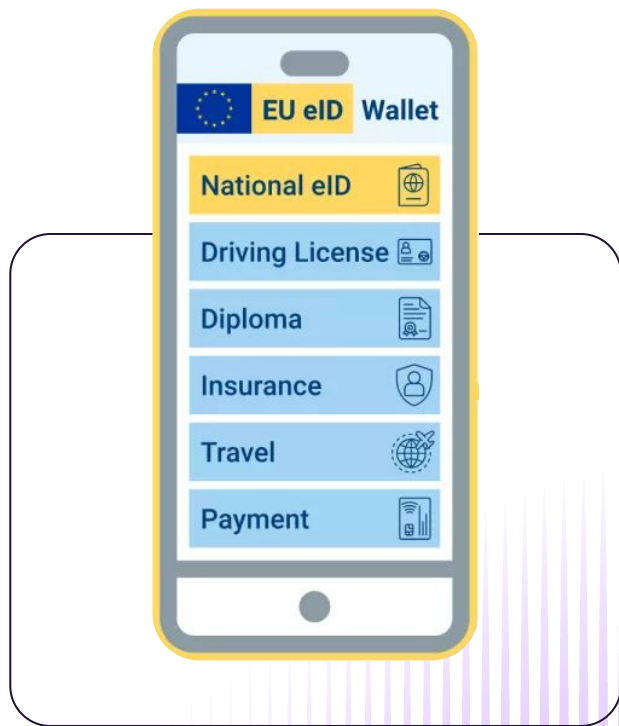 EU eID Wallet
National eID
Driving License
Diploma
Insurance
Travel
Payment